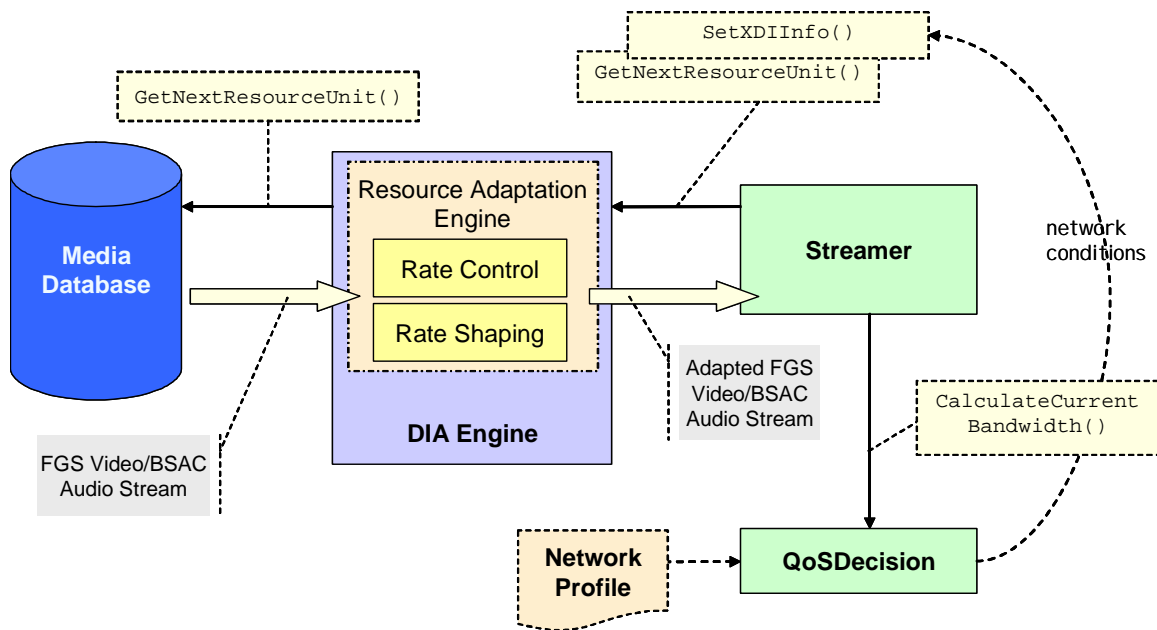 SetXDIInfo()
GetNextResourceUnit()
GetNextResourceUnit()
Resource Adaptation
Engine
Rate Control
Rate Shaping
DIA Engine
Media
Database
Streamer
network
conditions
Adapted FGS
Video/BSAC
Audio Stream
CalculateCurrent
Bandwidth()
FGS Video/BSAC
Audio Stream
Network
Profile
QoSDecision